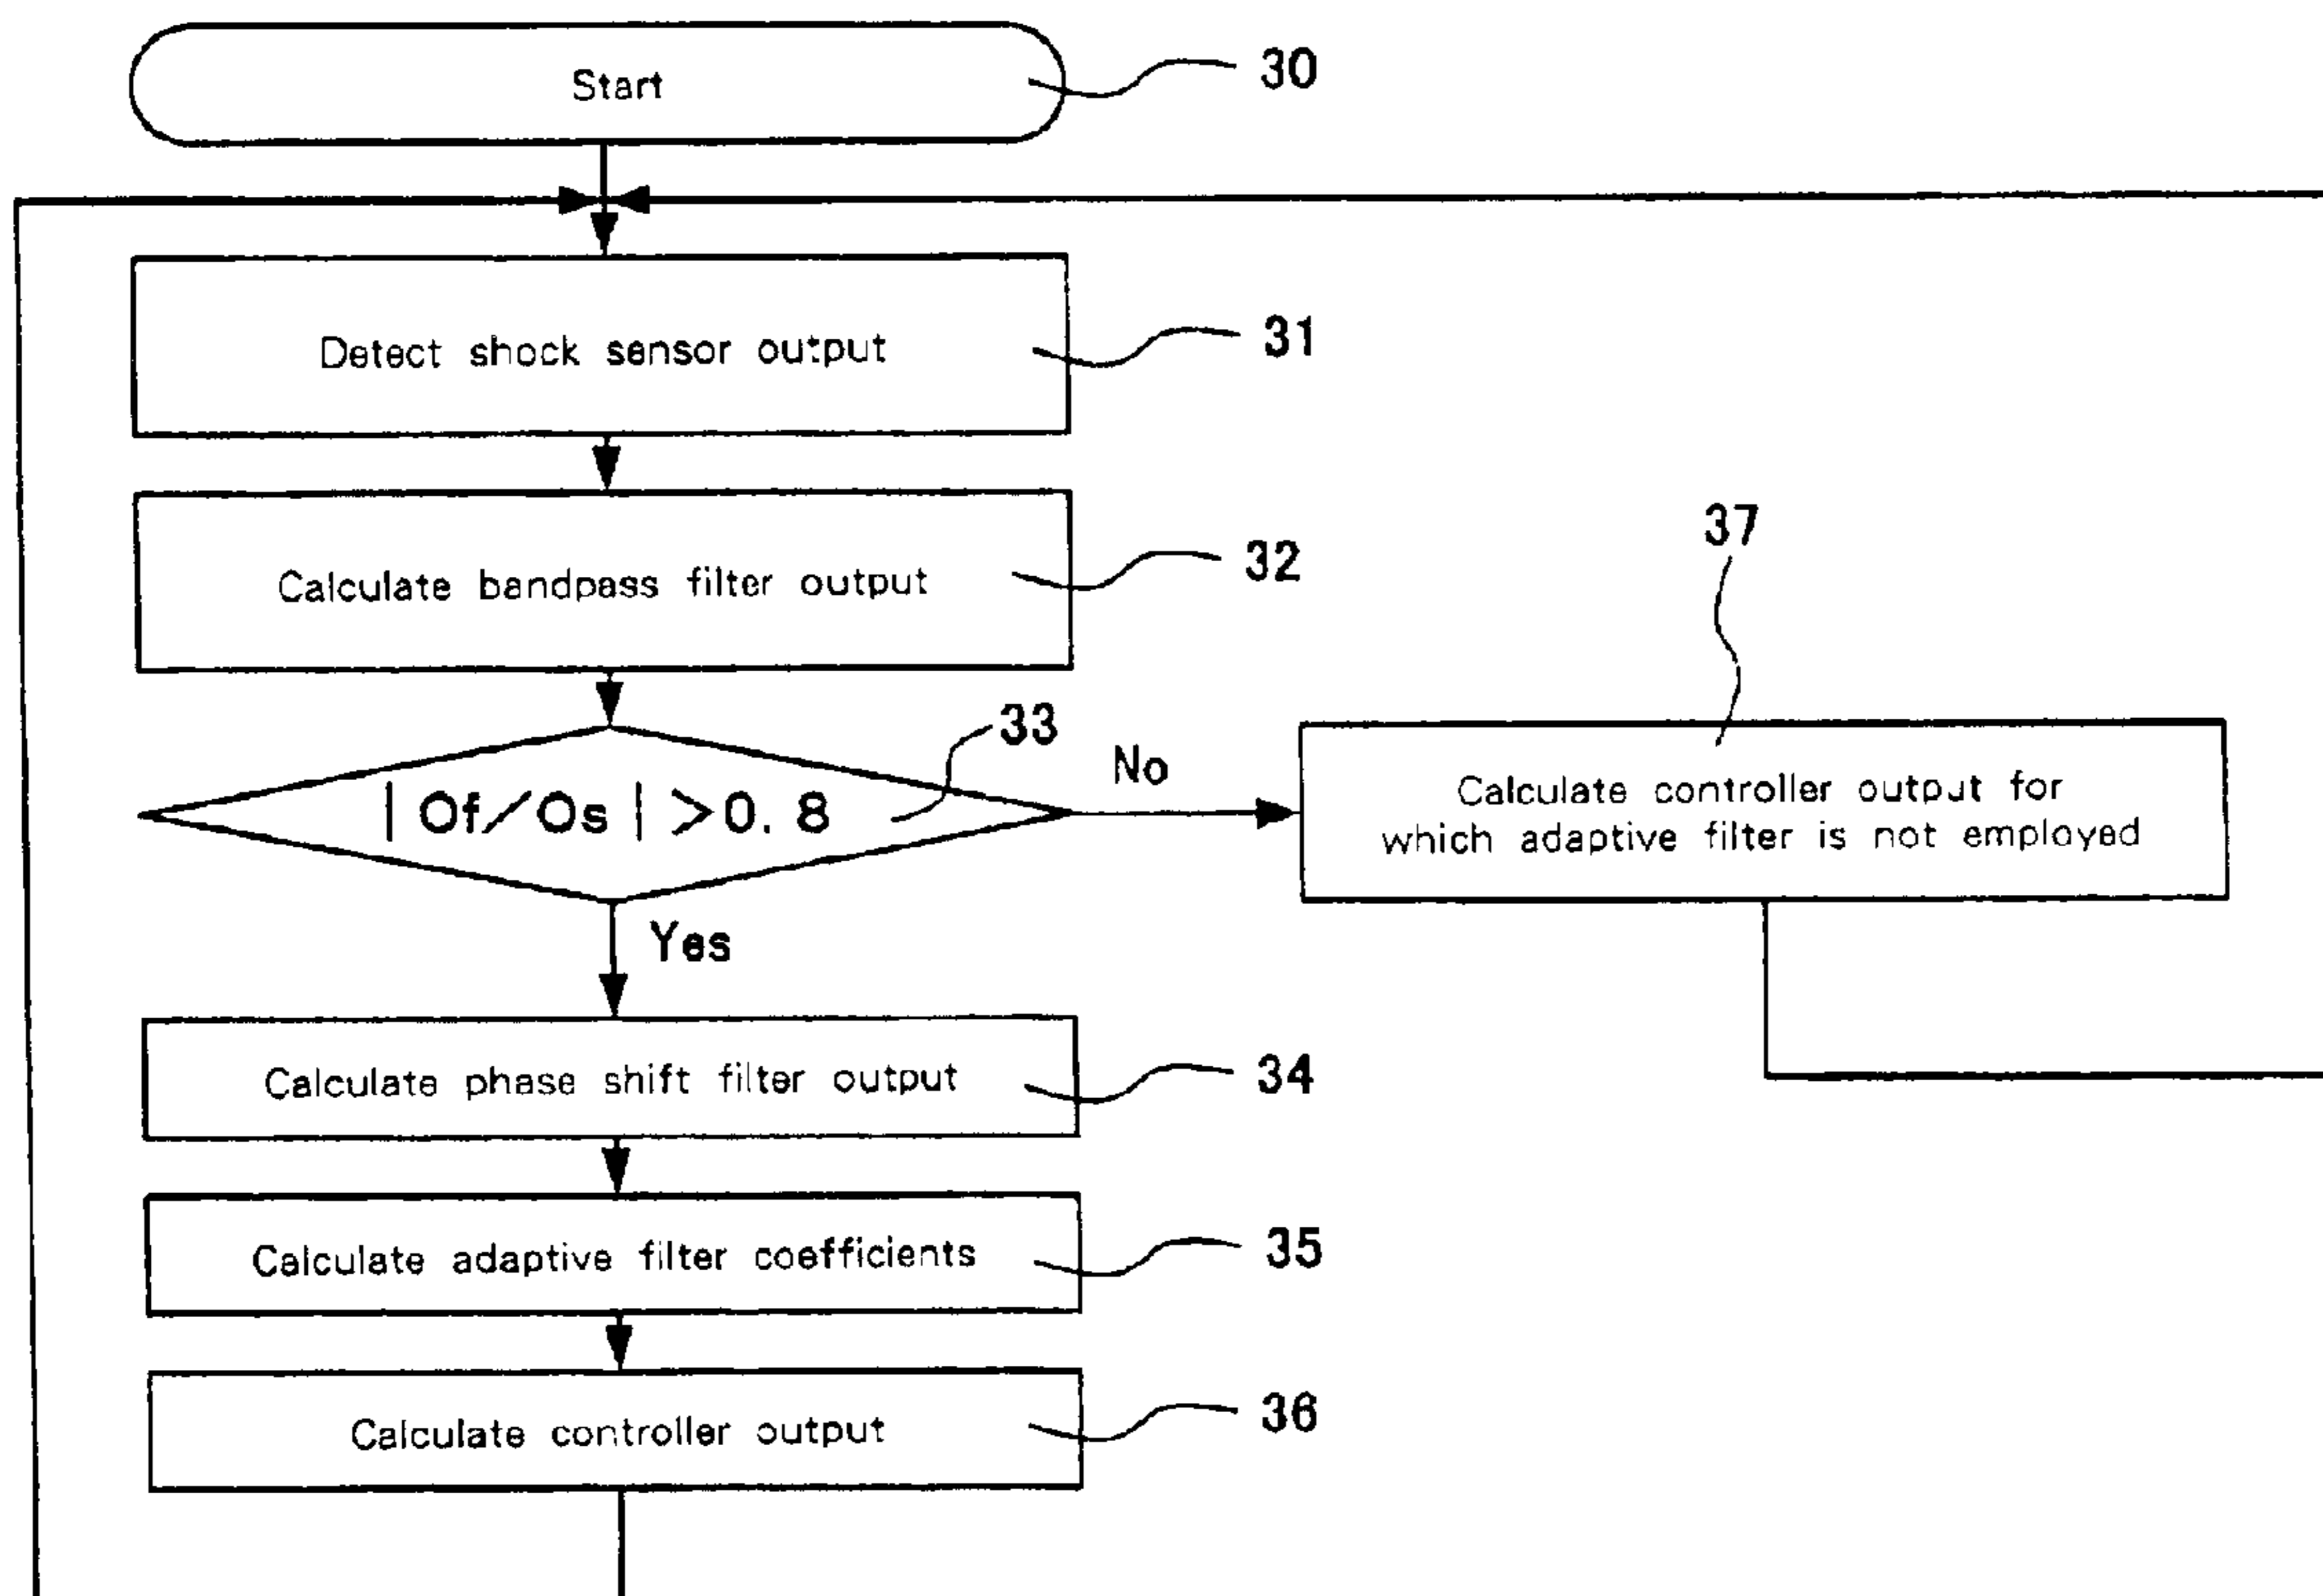 Start
30
Detect shock sensor output
31
Calculate bandpass filter output
32
33
|Of/Os|>0.8
No
37
Calculate controller output for
which adaptive filter is not employed
Yes
Calculate phase shift filter output
34
Calculate adaptive filter coefficients
35
Calculate controller output
36